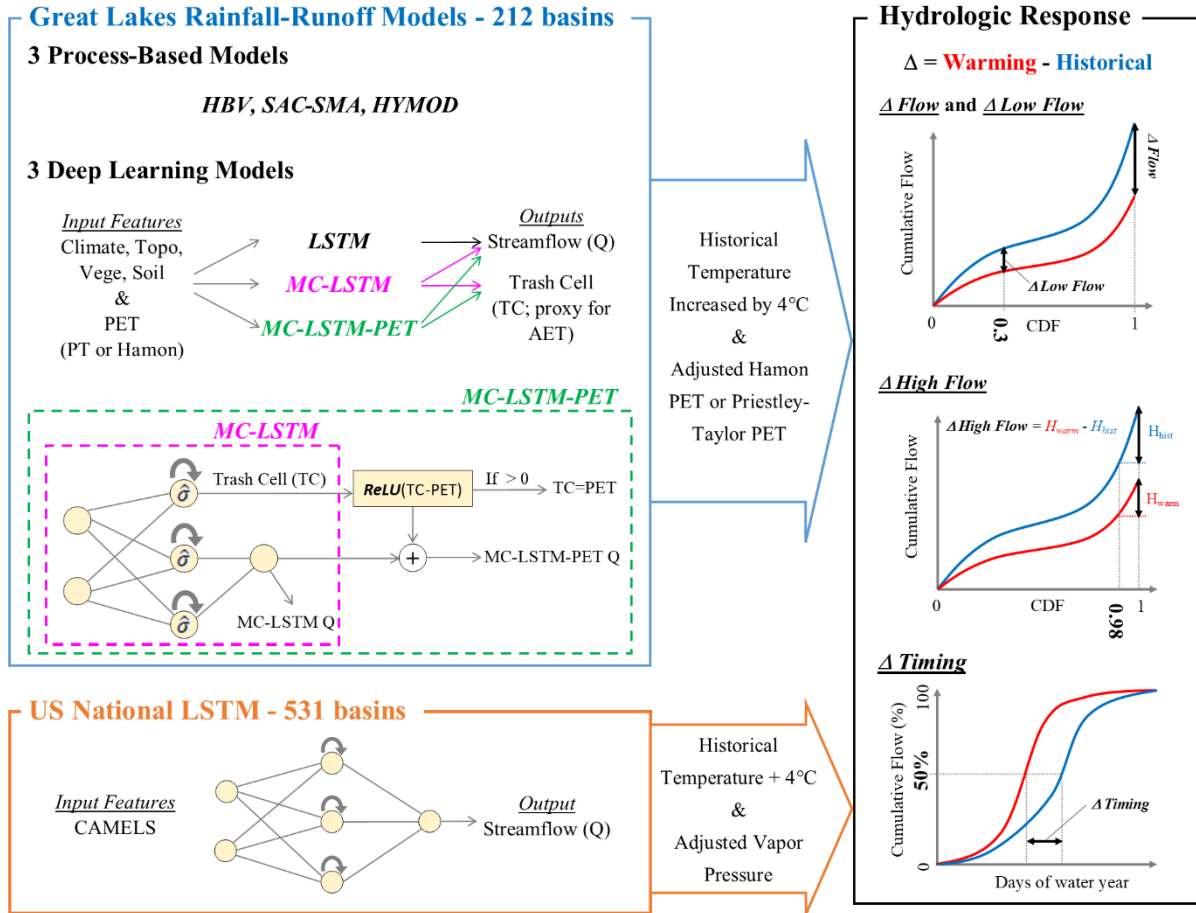 Great Lakes Rainfall-Runoff Models - 212 basins
3 Process-Based Models
HBV, SAC-SMA, HYMOD
3 Deep Learning Models
Input Features
Climate, Topo,
Vege, Soil
&
PET
(PT or Hamon)
LSTM
MC-LSTM
MC-LSTM-PET
Outputs
Streamflow (Q)
Trash Cell
(TC; proxy for
AET)
MC-LSTM-PET
MC-LSTM
Trash Cell (TC)
σ̂
σ̂
σ̂
ReLU(TC-PET)
If > 0
TC=PET
+
MC-LSTM-PET Q
MC-LSTM Q
Historical
Temperature
Increased by 4°C
&
Adjusted Hamon
PET or Priestley-
Taylor PET
US National LSTM - 531 basins
Input Features
CAMELS
Output
Streamflow (Q)
Historical
Temperature + 4°C
&
Adjusted Vapor
Pressure
Hydrologic Response
Δ = Warming - Historical
Δ Flow and Δ Low Flow
Cumulative Flow
Δ Flow
Δ Low Flow
0
0.3
CDF
1
Δ High Flow
Δ High Flow = H_warm - H_hist
H_hist
H_warm
Cumulative Flow
0
CDF
0.98
1
Δ Timing
Cumulative Flow (%)
100
50%
0
Δ Timing
Days of water year